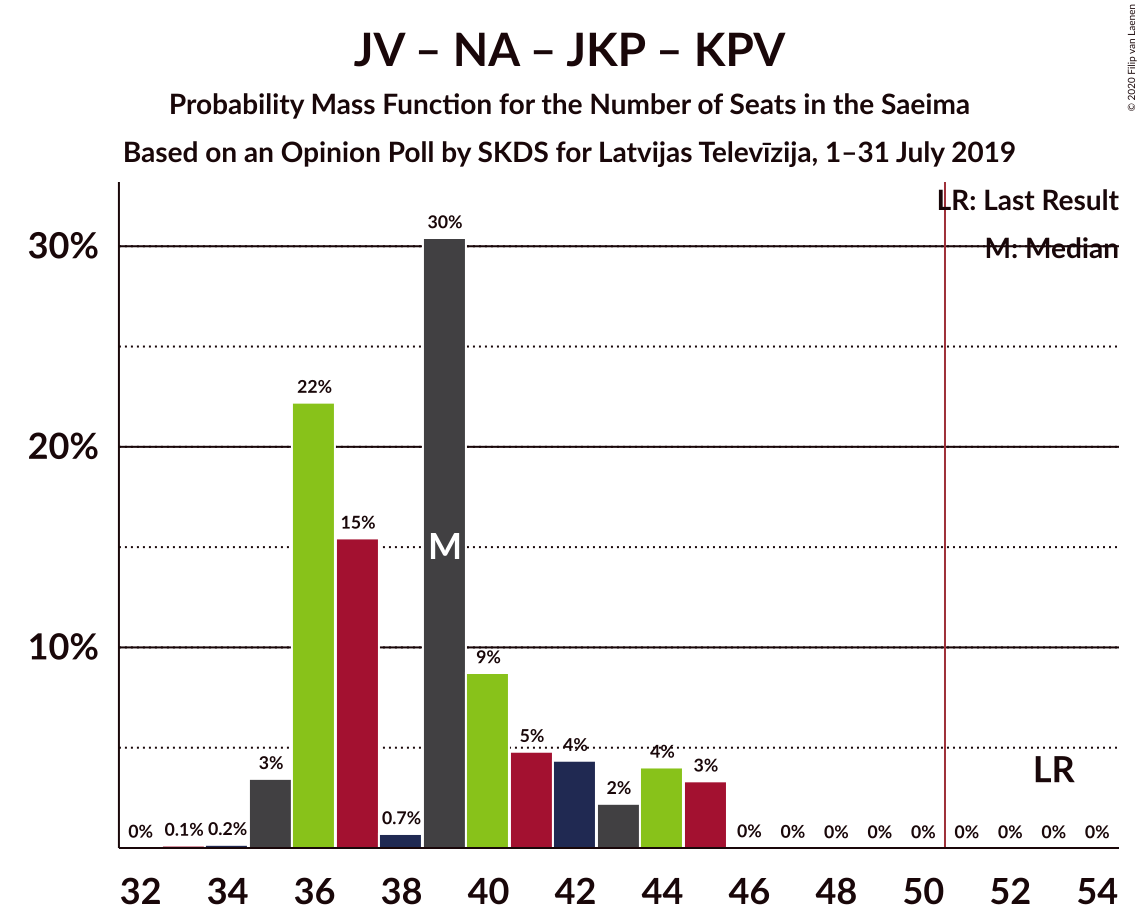 JV – NA – JKP – KPV
Probability Mass Function for the Number of Seats in the Saeima
Based on an Opinion Poll by SKDS for Latvijas Televīzija, 1–31 July 2019
© 2020 Filip van Laenen
LR: Last Result
M: Median
30%
20%
10%
0%
0.1%
0.2%
3%
22%
15%
0.7%
30%
M
9%
5%
4%
2%
4%
3%
0%
0%
0%
0%
0%
0%
0%
0%
0%
LR
32 34 36 38 40 42 44 46 48 50 52 54